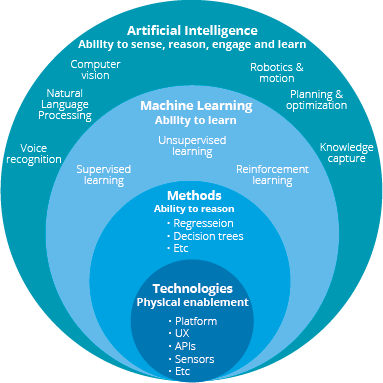 Artificial Intelligence
Ability to sense, reason, engage and learn
Computer
vision
Robotics &
motion
Natural
Language
Processing
Planning &
optimization
Voice
recognition
Knowledge
capture
Machine Learning
Ability to learn
Unsupervised
learning
Supervised
learning
Reinforcement
learning
Methods
Ability to reason
· Regresseion
· Decision trees
· Etc
Technologies
Physical enablement
· Platform
· UX
· APIs
· Sensors
· Etc